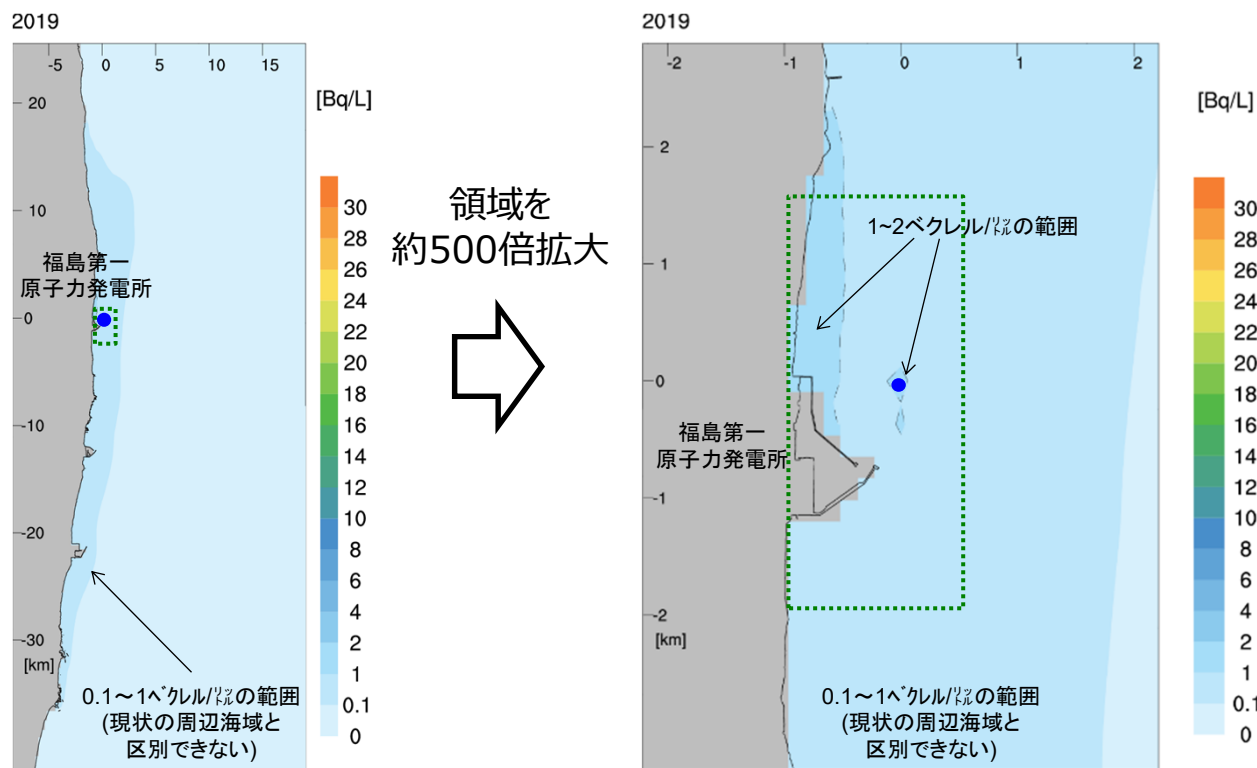 2019
-5 0 5 10 15
20
10
0
-10
-20
-30
[km]
福島第一
原子力発電所
0.1～1ベクレル/㍑の範囲
(現状の周辺海域と
区別できない)
[Bq/L]
30
28
26
24
22
20
18
16
14
12
10
8
6
4
2
1
0.1
0
領域を
約500倍拡大
2019
-2 -1 0 1 2
2
1
0
-1
-2
[km]
1~2ベクレル/㍑の範囲
福島第一
原子力発電所
0.1～1ベクレル/㍑の範囲
(現状の周辺海域と
区別できない)
[Bq/L]
30
28
26
24
22
20
18
16
14
12
10
8
6
4
2
1
0.1
0